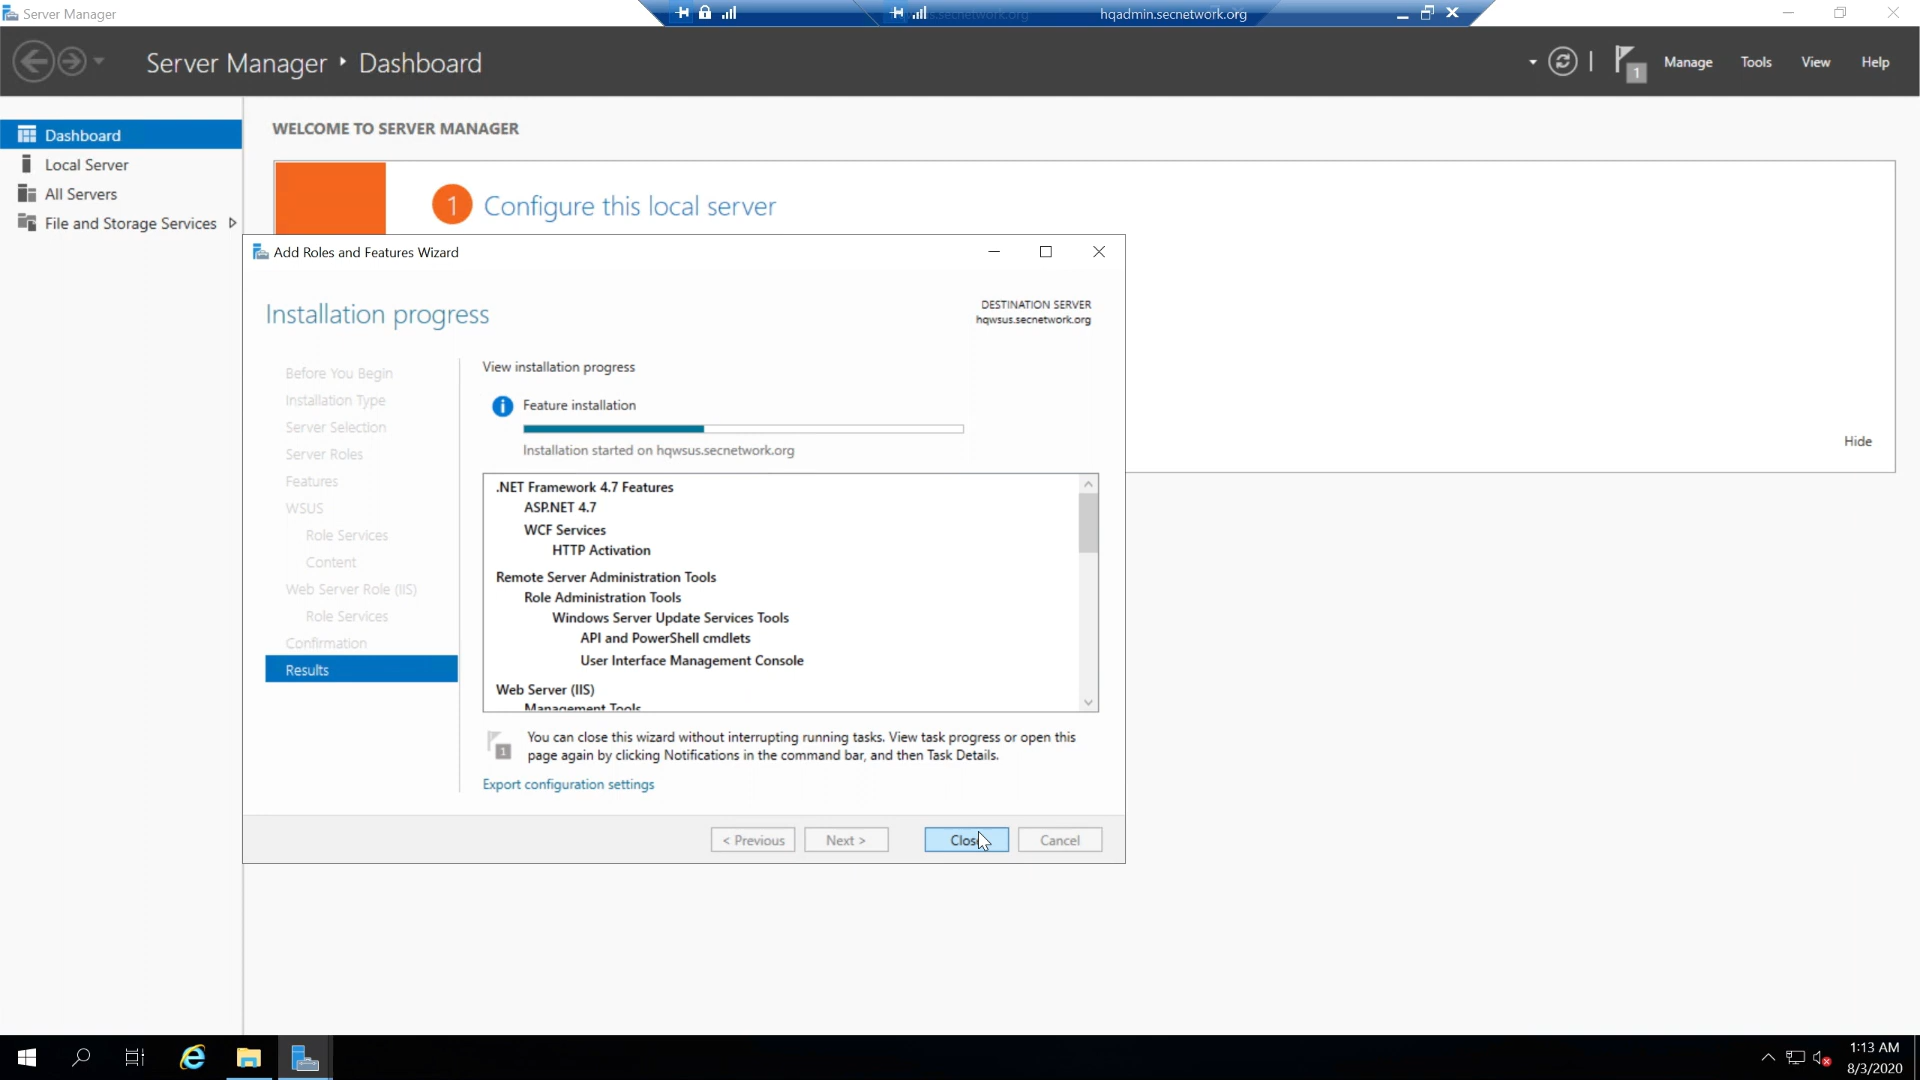 Server Manager
hqadmin.secnetwork.org
Server Manager ‣ Dashboard
1
Manage
Tools
View
Help
Dashboard
Local Server
All Servers
File and Storage Services
WELCOME TO SERVER MANAGER
1 Configure this local server
Hide
Add Roles and Features Wizard
Installation progress
DESTINATION SERVER
hqwsus.secnetwork.org
Before You Begin
Installation Type
Server Selection
Server Roles
Features
WSUS
Role Services
Content
Web Server Role (IIS)
Role Services
Confirmation
Results
View installation progress
Feature installation
Installation started on hqwsus.secnetwork.org
.NET Framework 4.7 Features
ASP.NET 4.7
WCF Services
HTTP Activation
Remote Server Administration Tools
Role Administration Tools
Windows Server Update Services Tools
API and PowerShell cmdlets
User Interface Management Console
Web Server (IIS)
Management Tools
1
You can close this wizard without interrupting running tasks. View task progress or open this
page again by clicking Notifications in the command bar, and then Task Details.
Export configuration settings
< Previous
Next >
Close
Cancel
1:13 AM
8/3/2020